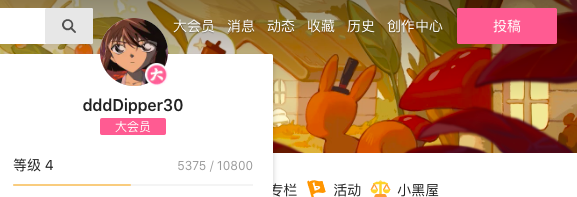 大会员 消息 动态 收藏 历史 创作中心 投稿
大
dddDipper30
大会员
等级 4 5375 / 10800
专栏 活动 小黑屋